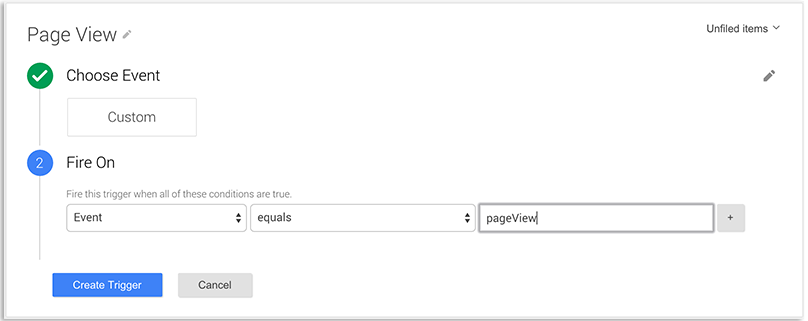 Page View
Unfiled items
Choose Event
Custom
2 Fire On
Fire this trigger when all of these conditions are true.
Event equals pageView +
Create Trigger Cancel